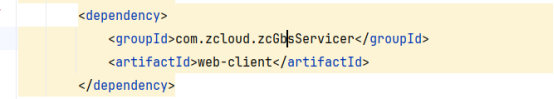 <dependency>
<groupId>com.zcloud.zcGbsServicer</groupId>
<artifactId>web-client</artifactId>
</dependency>